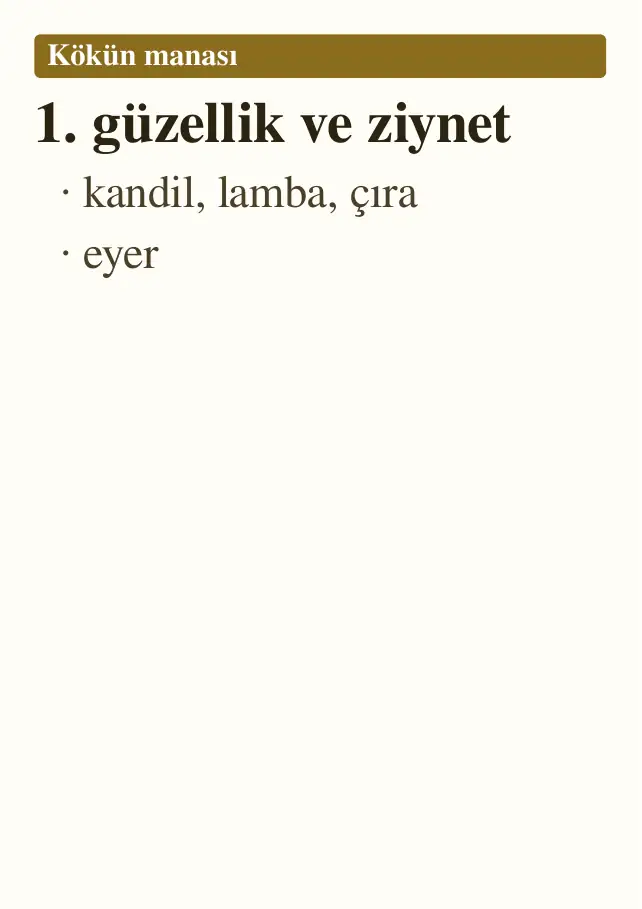 Kökün manası
1. güzellik ve ziynet
· kandil, lamba, çıra
· eyer